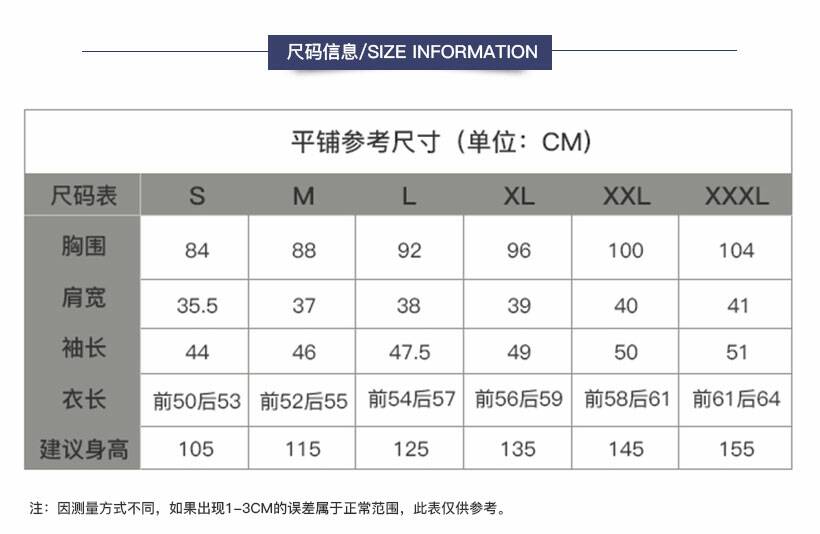 尺码信息/SIZE INFORMATION
平铺参考尺寸（单位：CM）
尺码表 S M L XL XXL XXXL
胸围 84 88 92 96 100 104
肩宽 35.5 37 38 39 40 41
袖长 44 46 47.5 49 50 51
衣长 前50后53 前52后55 前54后57 前56后59 前58后61 前61后64
建议身高 105 115 125 135 145 155
注：因测量方式不同，如果出现1-3CM的误差属于正常范围，此表仅供参考。